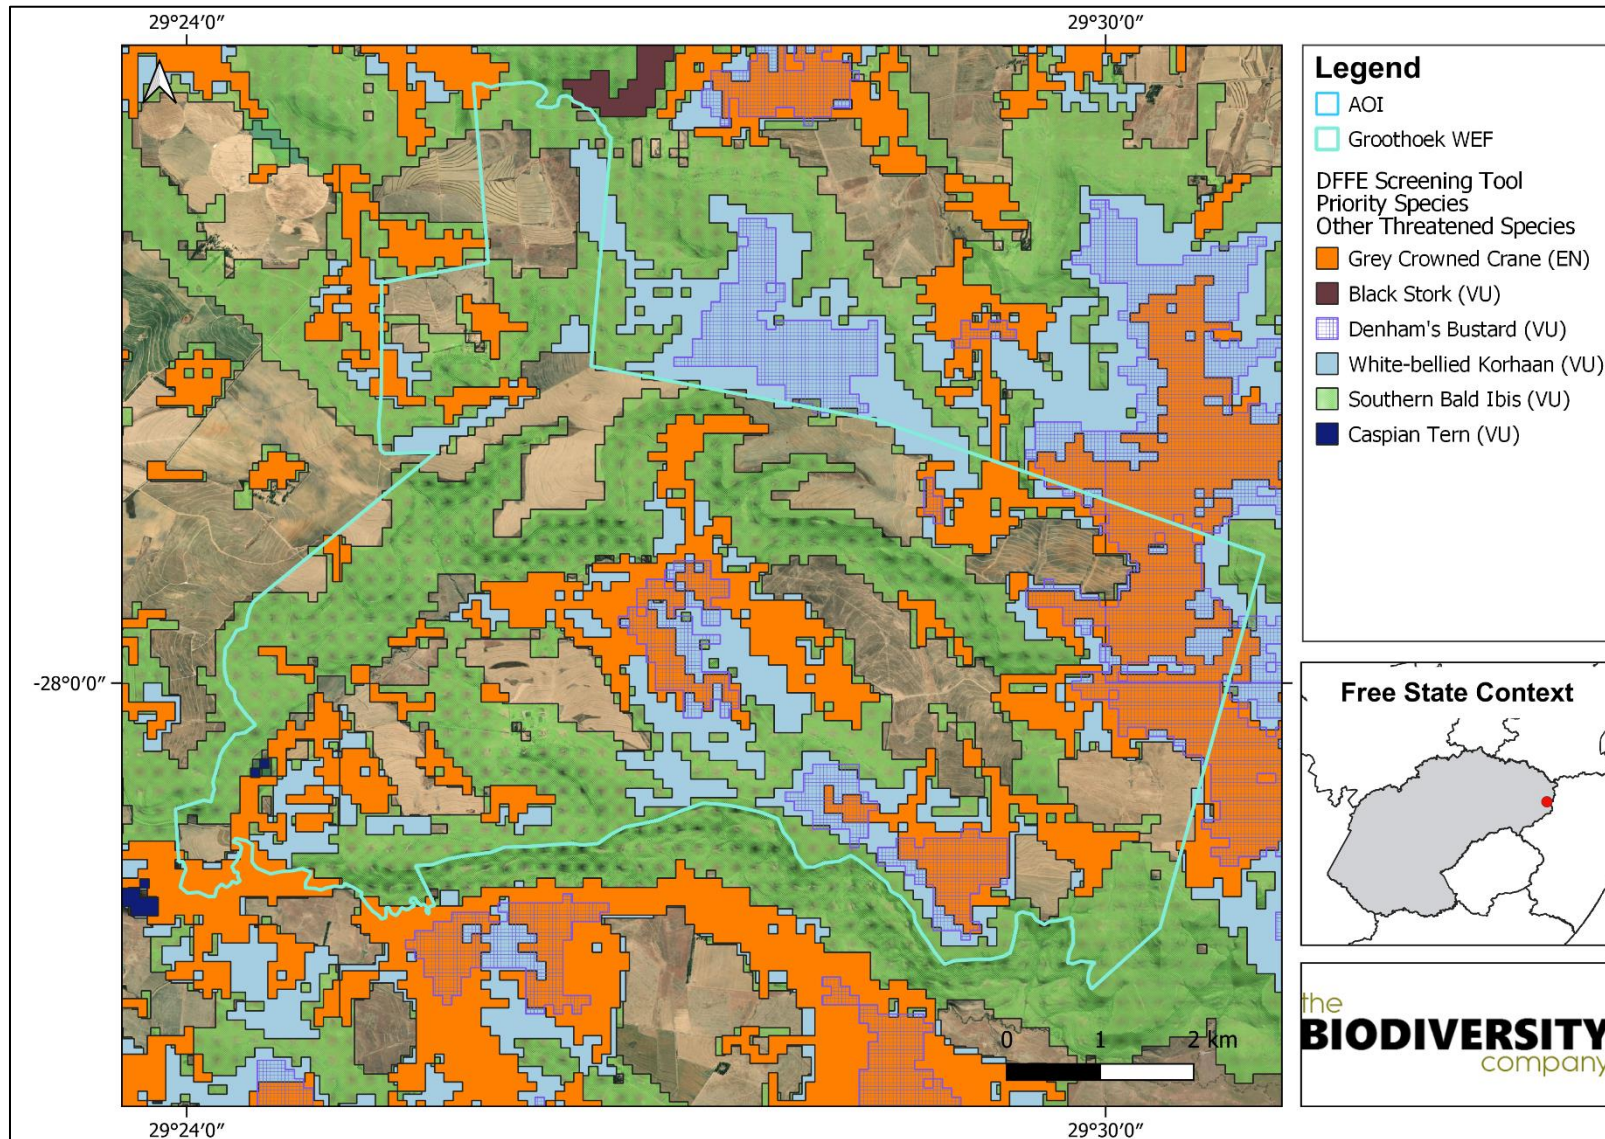 29°24′0″
29°30′0″
Legend
AOI
Groothoek WEF
DFFE Screening Tool
Priority Species
Other Threatened Species
Grey Crowned Crane (EN)
Black Stork (VU)
Denham's Bustard (VU)
White-bellied Korhaan (VU)
Southern Bald Ibis (VU)
Caspian Tern (VU)
-28°0′0″
Free State Context
0 1 2 km
the
BIODIVERSITY
company
29°24′0″
29°30′0″